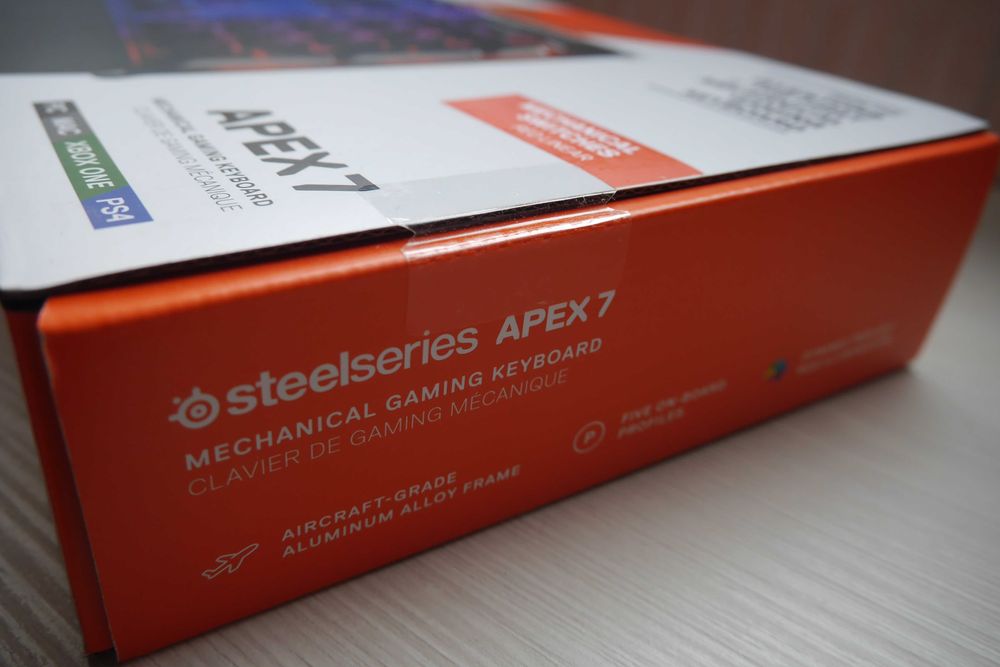 MAC · XBOX ONE PS4
APEX 7
MECHANICAL GAMING KEYBOARD
CLAVIER DE GAMING MÉCANIQUE
MECHANICAL
SWITCHES
steelseries APEX 7
MECHANICAL GAMING KEYBOARD
CLAVIER DE GAMING MÉCANIQUE
AIRCRAFT-GRADE
ALUMINUM ALLOY FRAME
P
FIVE ON-BOARD
PROFILES